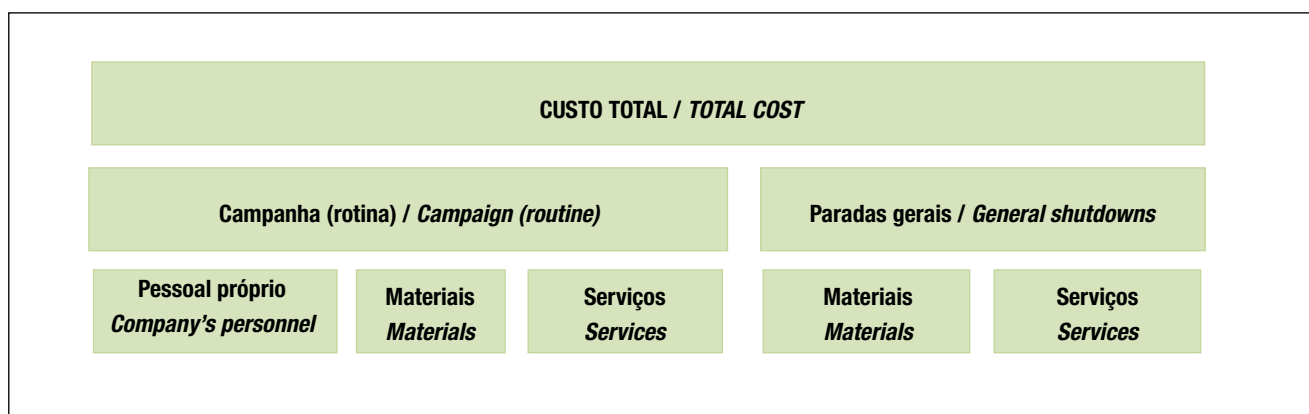 CUSTO TOTAL / TOTAL COST
Campanha (rotina) / Campaign (routine)
Paradas gerais / General shutdowns
Pessoal próprio
Company's personnel
Materiais
Materials
Serviços
Services
Materiais
Materials
Serviços
Services